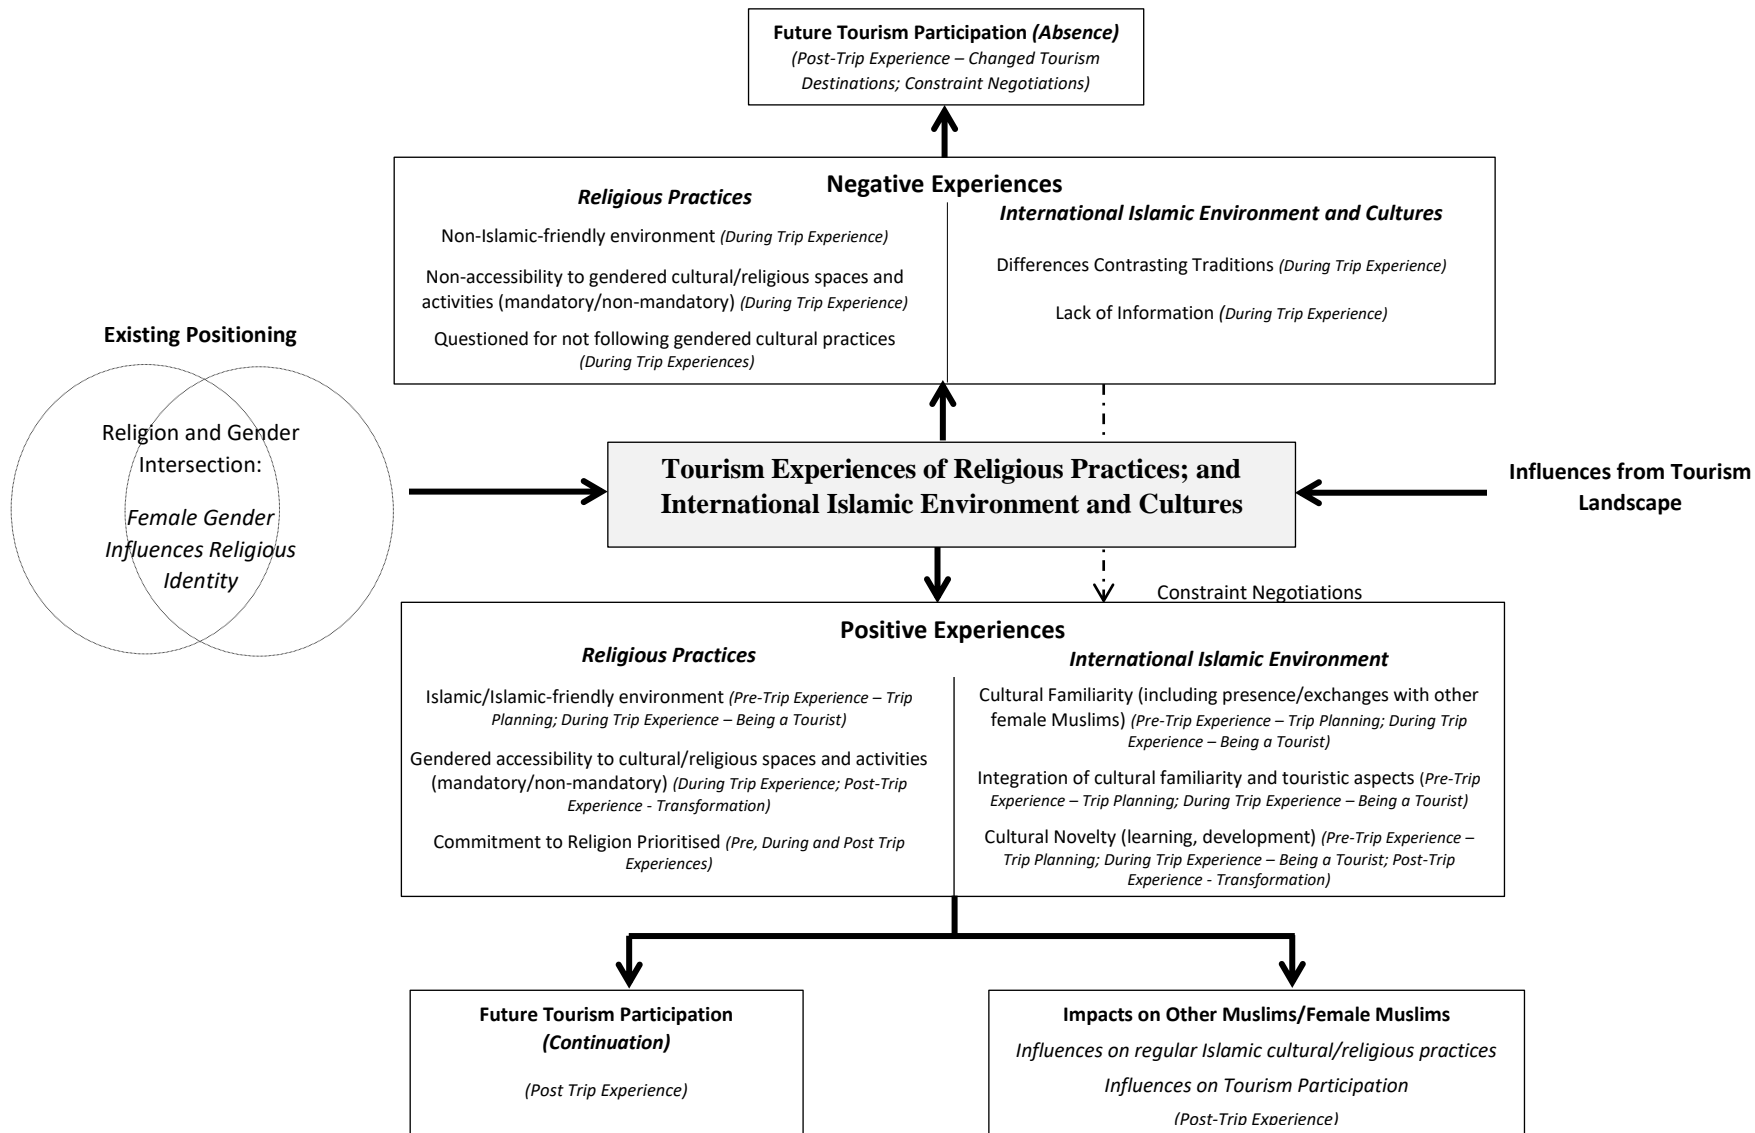 Future Tourism Participation (Absence)
(Post-Trip Experience – Changed Tourism
Destinations; Constraint Negotiations)
Negative Experiences
Religious Practices
Non-Islamic-friendly environment (During Trip Experience)
Non-accessibility to gendered cultural/religious spaces and
activities (mandatory/non-mandatory) (During Trip Experience)
Questioned for not following gendered cultural practices
(During Trip Experiences)
International Islamic Environment and Cultures
Differences Contrasting Traditions (During Trip Experience)
Lack of Information (During Trip Experience)
Existing Positioning
Religion and Gender
Intersection:
Female Gender
Influences Religious
Identity
Tourism Experiences of Religious Practices; and
International Islamic Environment and Cultures
Influences from Tourism
Landscape
Constraint Negotiations
Positive Experiences
Religious Practices
Islamic/Islamic-friendly environment (Pre-Trip Experience – Trip
Planning; During Trip Experience – Being a Tourist)
Gendered accessibility to cultural/religious spaces and activities
(mandatory/non-mandatory) (During Trip Experience; Post-Trip
Experience - Transformation)
Commitment to Religion Prioritised (Pre, During and Post Trip
Experiences)
International Islamic Environment
Cultural Familiarity (including presence/exchanges with other
female Muslims) (Pre-Trip Experience – Trip Planning; During Trip
Experience – Being a Tourist)
Integration of cultural familiarity and touristic aspects (Pre-Trip
Experience – Trip Planning; During Trip Experience – Being a Tourist)
Cultural Novelty (learning, development) (Pre-Trip Experience –
Trip Planning; During Trip Experience – Being a Tourist; Post-Trip
Experience - Transformation)
Future Tourism Participation
(Continuation)
(Post Trip Experience)
Impacts on Other Muslims/Female Muslims
Influences on regular Islamic cultural/religious practices
Influences on Tourism Participation
(Post-Trip Experience)